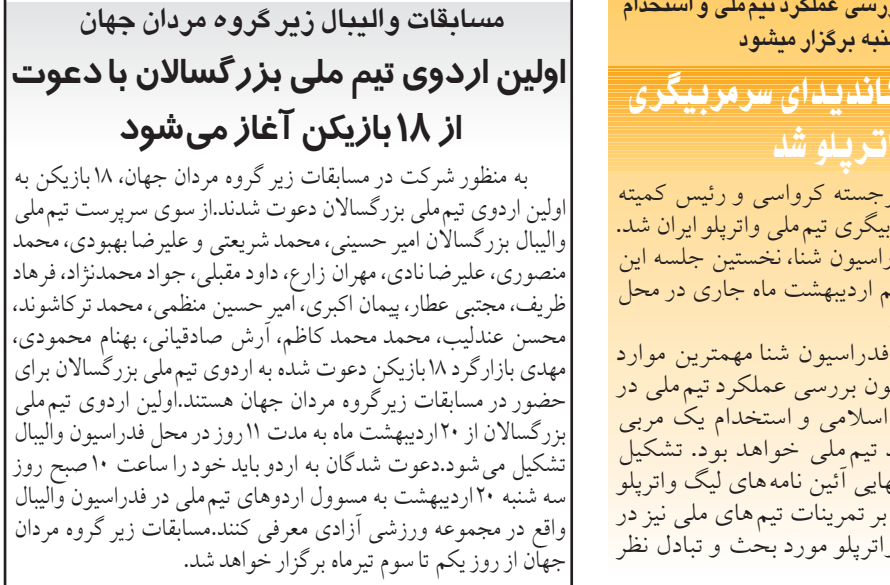 مسابقات والیبال زیر گروه مردان جهان
اولین اردوی تیم ملی بزرگسالان با دعوت
از ۱۸ بازیکن آغاز می‌شود
به منظور شرکت در مسابقات زیر گروه مردان جهان، ۱۸ بازیکن به
اولین اردوی تیم‌ملی بزرگسالان دعوت شدند.از سوی سرپرست تیم‌ملی
والیبال بزرگسالان امیر حسینی، محمد شریعتی و علیرضا بهبودی، محمد
منصوری، علیرضا نادی، مهران زارع، داود مقبلی، جواد محمدنژاد، فرهاد
ظریف، مجتبی عطار، پیمان اکبری، امیر حسین منظمی، محمد ترکاشوند،
محسن عندلیب، محمد محمد کاظم، آرش صادقیانی، بهنام محمودی،
مهدی بازارگرد ۱۸ بازیکن دعوت شده به اردوی تیم‌ملی بزرگسالان برای
حضور در مسابقات زیرگروه مردان جهان هستند.اولین اردوی تیم‌ملی
بزرگسالان از ۲۰ اردیبهشت ماه به مدت ۱۱ روز در محل فدراسیون والیبال
تشکیل می‌شود.دعوت شدگان به اردو باید خود را ساعت ۱۰ صبح روز
سه شنبه ۲۰ اردیبهشت به مسوول اردوهای تیم‌ملی در فدراسیون والیبال
واقع در مجموعه ورزشی آزادی معرفی کنند.مسابقات زیر گروه مردان
جهان از روز یکم تا سوم تیرماه برگزار خواهد شد.
عملکرد تیم‌ملی و استخدام
برگزار میشود
کاندیدای سرمربیگری
واترپلو شد
کرواسی و رئیس کمیته
تیم‌ملی واترپلو ایران شد.
شنا، نخستین جلسه این
اردیبهشت ماه جاری در محل
فدراسیون شنا مهمترین موارد
بررسی عملکرد تیم‌ملی در
اسلامی و استخدام یک مربی
تیم‌ملی خواهد بود. تشکیل
آئین نامه‌های لیگ واترپلو
بر تمرینات تیم‌های ملی نیز در
واترپلو مورد بحث و تبادل نظر